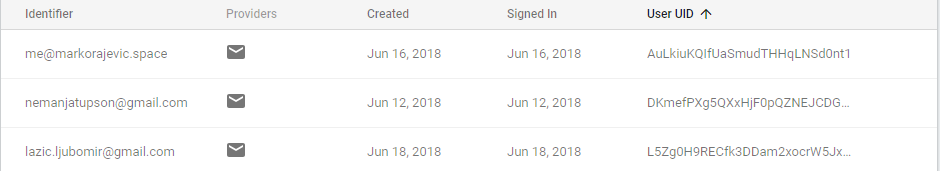 Identifier Providers Created Signed In User UID
me@markorajevic.space Jun 16, 2018 Jun 16, 2018 AuLkiuKQIfUaSmudTHHqLNSd0nt1
nemanjatupson@gmail.com Jun 12, 2018 Jun 12, 2018 DKmefPXg5QXxHjF0pQZNEJCDG...
lazic.ljubomir@gmail.com Jun 18, 2018 Jun 18, 2018 L5Zg0H9RECfk3DDam2xocrW5Jx...